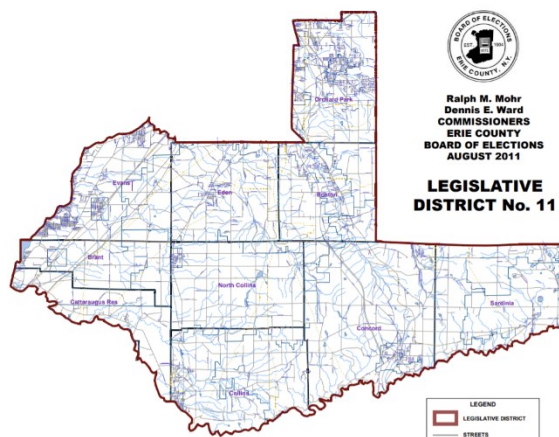 BOARD OF ELECTIONS
EST. 1904
ERIE COUNTY, N.Y.
Ralph M. Mohr
Dennis E. Ward
COMMISSIONERS
ERIE COUNTY
BOARD OF ELECTIONS
AUGUST 2011
LEGISLATIVE
DISTRICT No. 11
Orchard Park
Evans
Eden
Boston
Brant
Cattaraugus Res
North Collins
Concord
Sardinia
Collins
LEGEND
LEGISLATIVE DISTRICT
STREETS